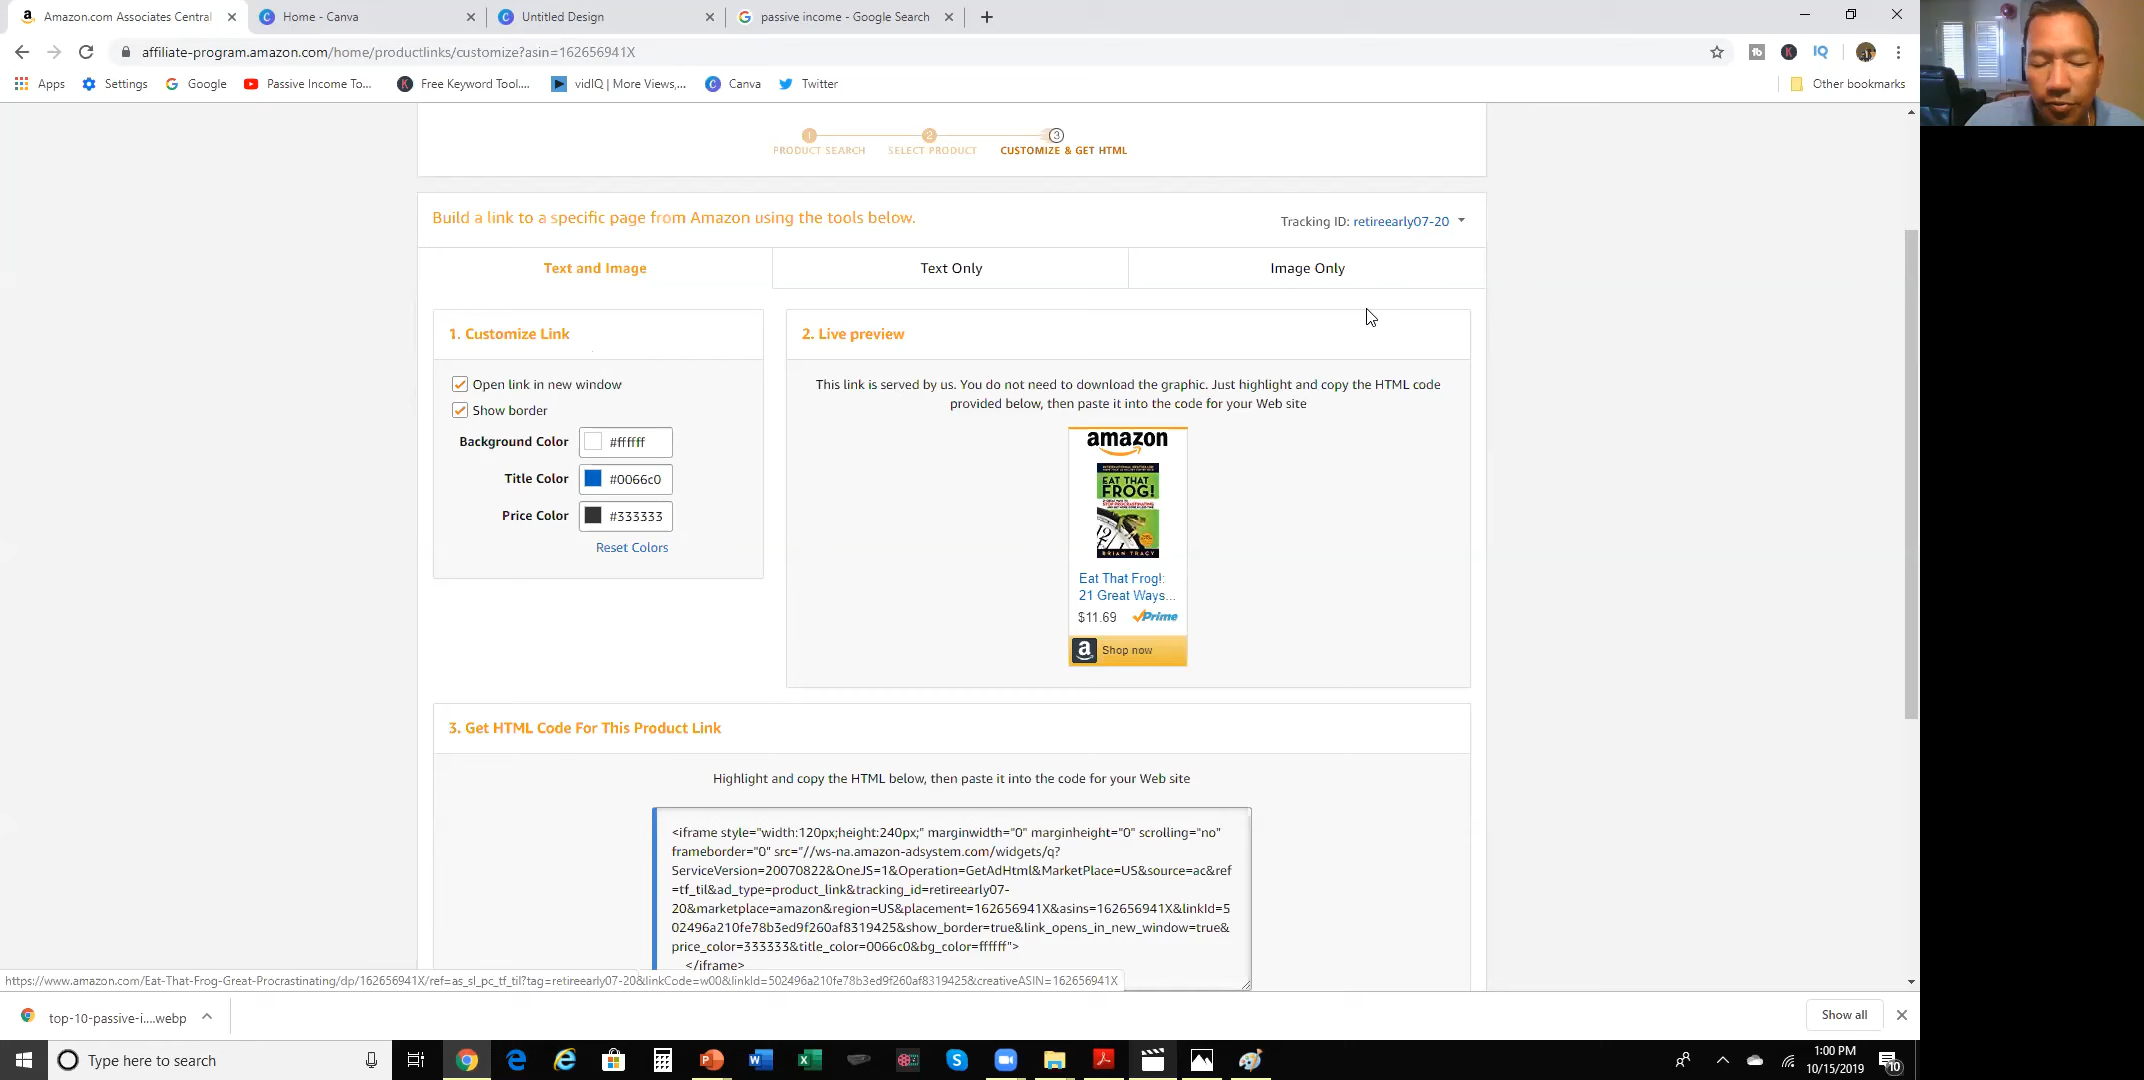 Amazon.com Associates Central
Home - Canva
Untitled Design
passive income - Google Search
affiliate-program.amazon.com/home/productlinks/customize?asin=162656941X
Apps
Settings
Google
Passive Income To...
Free Keyword Tool....
vidIQ | More Views,...
Canva
Twitter
Other bookmarks
1
2
3
PRODUCT SEARCH
SELECT PRODUCT
CUSTOMIZE & GET HTML
Build a link to a specific page from Amazon using the tools below.
Tracking ID: retireearly07-20
Text and Image
Text Only
Image Only
1. Customize Link
Open link in new window
Show border
Background Color
#ffffff
Title Color
#0066c0
Price Color
#333333
Reset Colors
2. Live preview
This link is served by us. You do not need to download the graphic. Just highlight and copy the HTML code
provided below, then paste it into the code for your Web site
amazon
EAT THAT
FROG!
BRIAN TRACY
Eat That Frog!:
21 Great Ways...
$11.69
Prime
Shop now
3. Get HTML Code For This Product Link
Highlight and copy the HTML below, then paste it into the code for your Web site
<iframe style="width:120px;height:240px;" marginwidth="0" marginheight="0" scrolling="no"
frameborder="0" src="//ws-na.amazon-adsystem.com/widgets/q?
ServiceVersion=20070822&OneJS=1&Operation=GetAdHtml&MarketPlace=US&source=ac&ref
=tf_til&ad_type=product_link&tracking_id=retireearly07-
20&marketplace=amazon&region=US&placement=162656941X&asins=162656941X&linkId=5
02496a210fe78b3ed9f260af8319425&show_border=true&link_opens_in_new_window=true&
price_color=333333&title_color=0066c0&bg_color=ffffff">
</iframe>
https://www.amazon.com/Eat-That-Frog-Great-Procrastinating/dp/162656941X/ref=as_sl_pc_tf_til?tag=retireearly07-20&linkCode=w00&linkId=502496a210fe78b3ed9f260af8319425&creativeASIN=162656941X
top-10-passive-i....webp
Show all
Type here to search
1:00 PM
10/15/2019
10